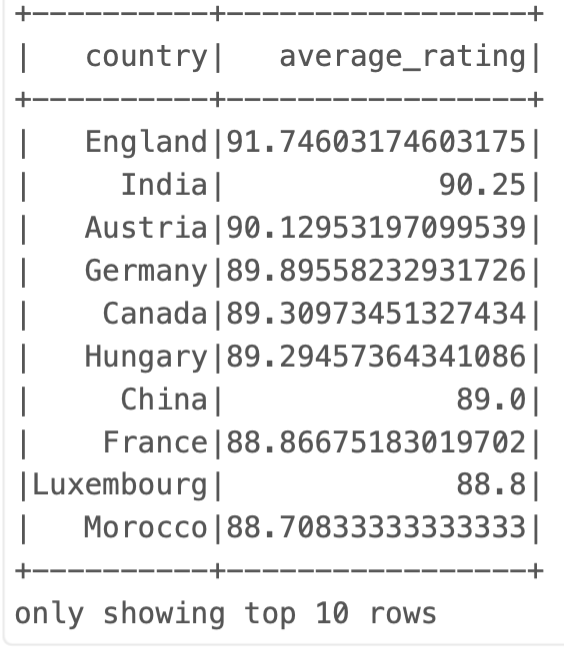 +----------+-----------------+
|   country|   average_rating|
+----------+-----------------+
|   England|91.74603174603175|
|     India|            90.25|
|   Austria|90.12953197099539|
|   Germany|89.89558232931726|
|    Canada|89.30973451327434|
|   Hungary|89.29457364341086|
|     China|             89.0|
|    France|88.86675183019702|
|Luxembourg|             88.8|
|   Morocco|88.70833333333333|
+----------+-----------------+
only showing top 10 rows